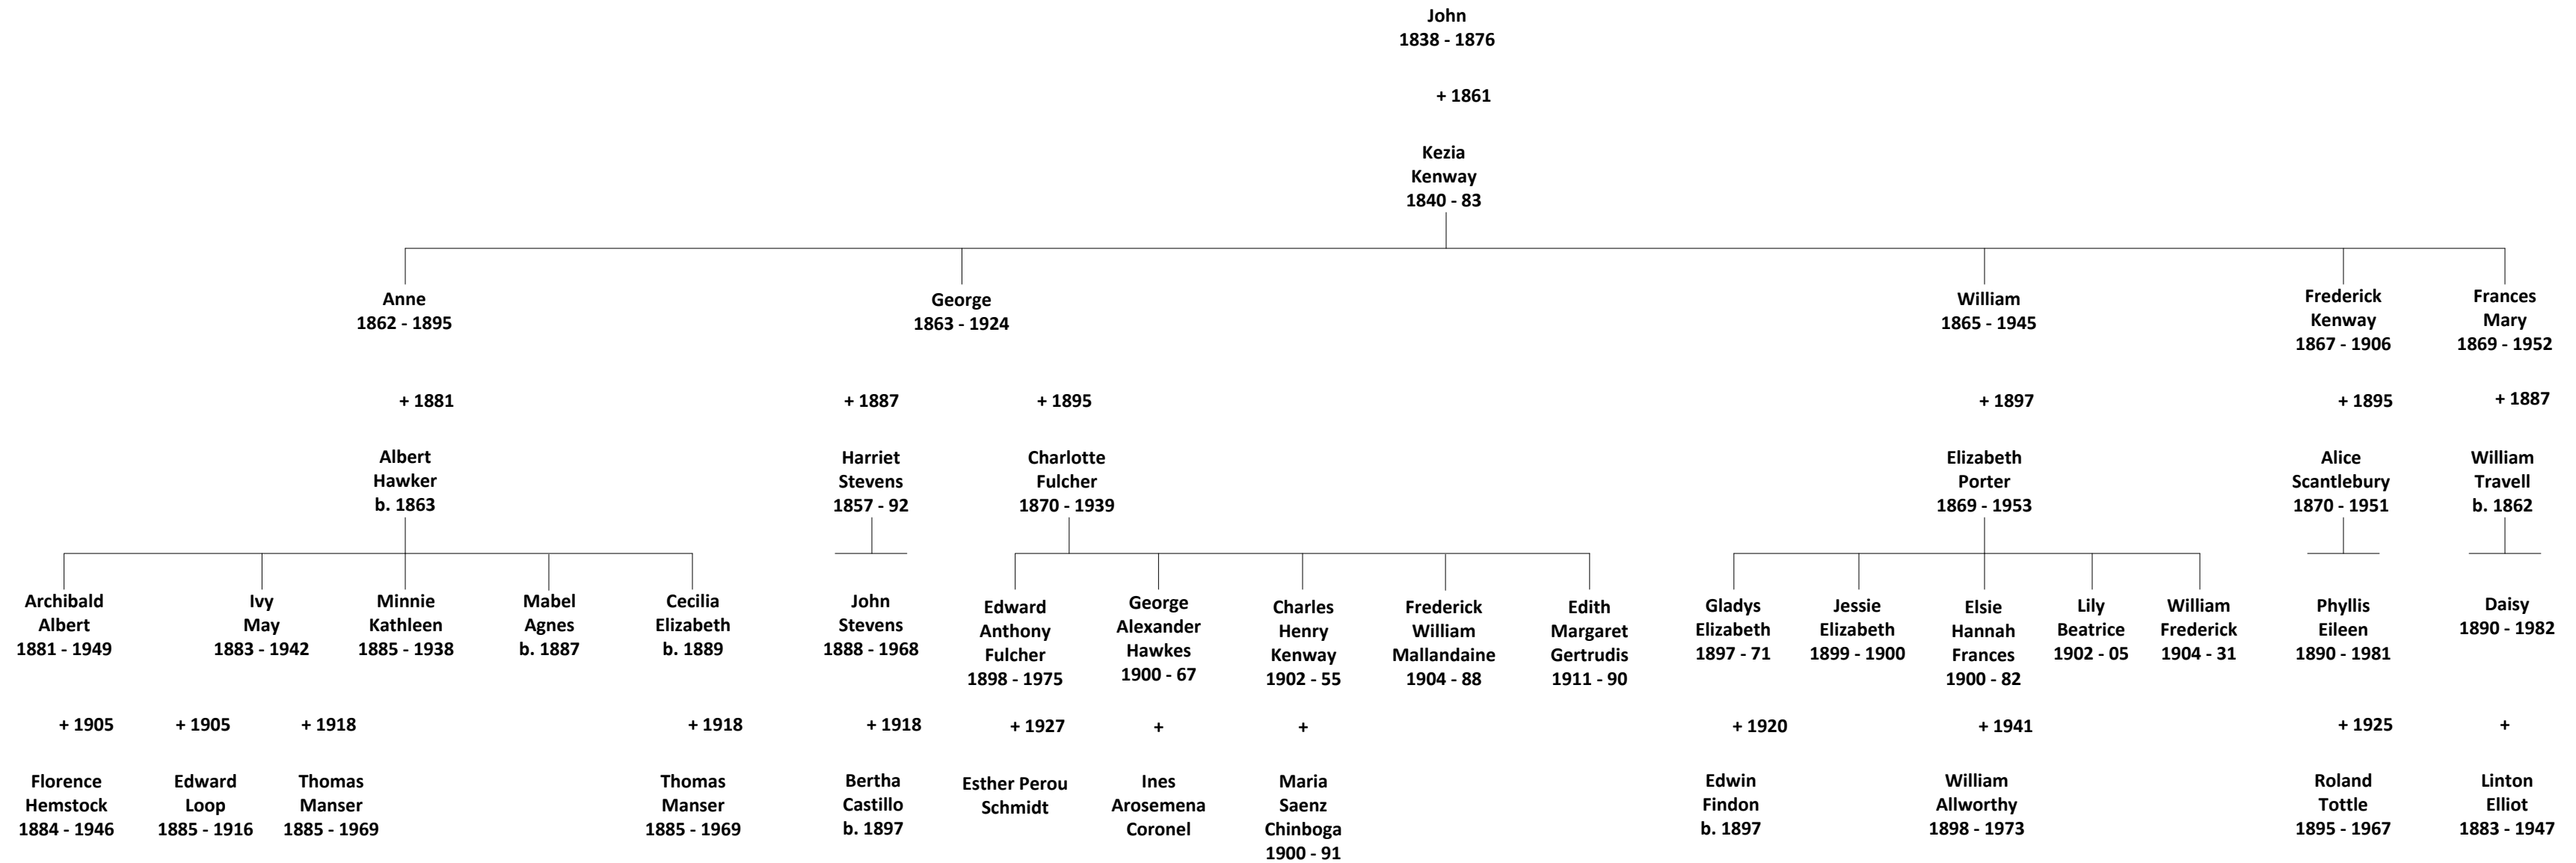 John
1838 - 1876
+ 1861
Kezia
Kenway
1840 - 83
Anne
1862 - 1895
George
1863 - 1924
William
1865 - 1945
Frederick
Kenway
1867 - 1906
Frances
Mary
1869 - 1952
+ 1881
+ 1887
+ 1895
+ 1897
+ 1895
+ 1887
Albert
Hawker
b. 1863
Harriet
Stevens
1857 - 92
Charlotte
Fulcher
1870 - 1939
Elizabeth
Porter
1869 - 1953
Alice
Scantlebury
1870 - 1951
William
Travell
b. 1862
Archibald
Albert
1881 - 1949
Ivy
May
1883 - 1942
Minnie
Kathleen
1885 - 1938
Mabel
Agnes
b. 1887
Cecilia
Elizabeth
b. 1889
John
Stevens
1888 - 1968
Edward
Anthony
Fulcher
1898 - 1975
George
Alexander
Hawkes
1900 - 67
Charles
Henry
Kenway
1902 - 55
Frederick
William
Mallandaine
1904 - 88
Edith
Margaret
Gertrudis
1911 - 90
Gladys
Elizabeth
1897 - 71
Jessie
Elizabeth
1899 - 1900
Elsie
Hannah
Frances
1900 - 82
Lily
Beatrice
1902 - 05
William
Frederick
1904 - 31
Phyllis
Eileen
1890 - 1981
Daisy
1890 - 1982
+ 1905
+ 1905
+ 1918
+ 1918
+ 1918
+ 1927
+
+
+ 1920
+ 1941
+ 1925
+
Florence
Hemstock
1884 - 1946
Edward
Loop
1885 - 1916
Thomas
Manser
1885 - 1969
Thomas
Manser
1885 - 1969
Bertha
Castillo
b. 1897
Esther Perou
Schmidt
Ines
Arosemena
Coronel
Maria
Saenz
Chinboga
1900 - 91
Edwin
Findon
b. 1897
William
Allworthy
1898 - 1973
Roland
Tottle
1895 - 1967
Linton
Elliot
1883 - 1947